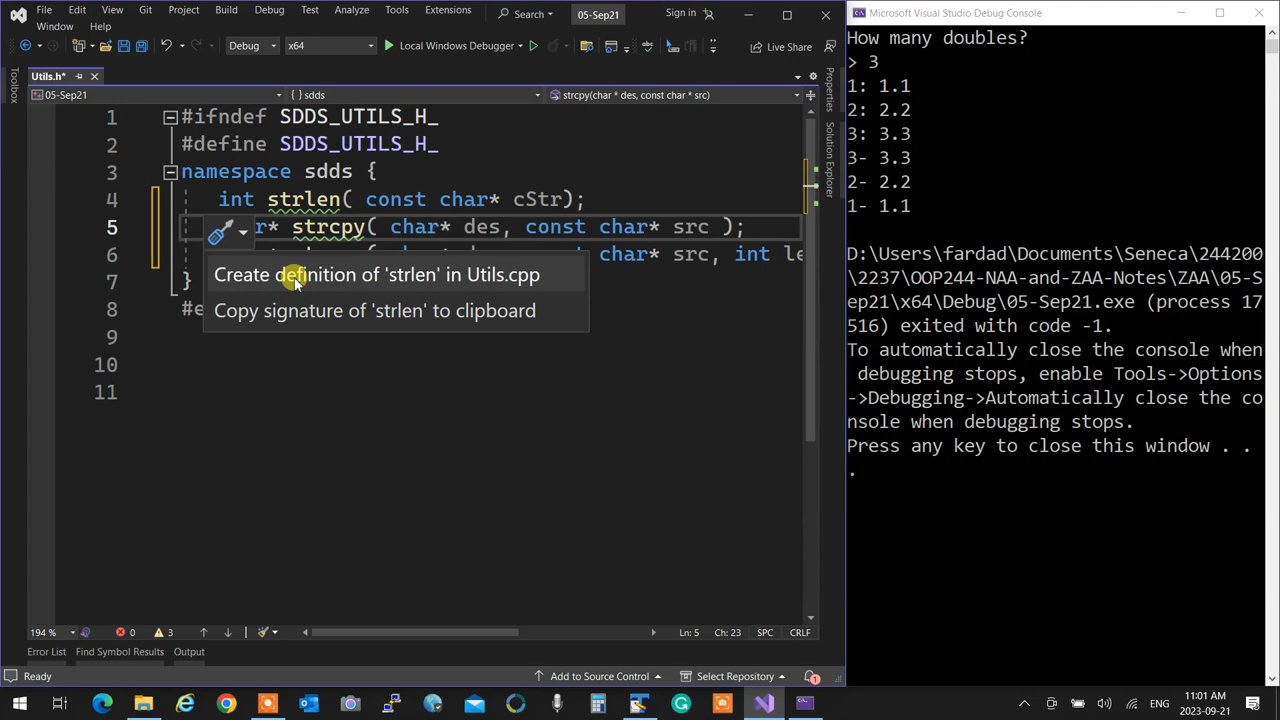 File Edit View Git Project Build Debug Test Analyze Tools Extensions Search 05-Sep21 Sign in
Window Help
Debug x64 Local Windows Debugger Live Share
Utils.h*
05-Sep21 {} sdds strcpy(char * des, const char * src)
Toolbox
Properties
Solution Explorer
1 #ifndef SDDS_UTILS_H_
2 #define SDDS_UTILS_H_
3 namespace sdds {
4 int strlen( const char* cStr);
5 r* strcpy( char* des, const char* src );
6 char* src, int le
7 }
8 #e
9
10
11
Create definition of 'strlen' in Utils.cpp
Copy signature of 'strlen' to clipboard
194 % 0 3 Ln: 5 Ch: 23 SPC CRLF
Error List Find Symbol Results Output
Ready Add to Source Control Select Repository 1
Microsoft Visual Studio Debug Console
How many doubles?
> 3
1: 1.1
2: 2.2
3: 3.3
3- 3.3
2- 2.2
1- 1.1
D:\Users\fardad\Documents\Seneca\244200
\2237\OOP244-NAA-and-ZAA-Notes\ZAA\05-S
ep21\x64\Debug\05-Sep21.exe (process 17
516) exited with code -1.
To automatically close the console when
debugging stops, enable Tools->Options
->Debugging->Automatically close the co
nsole when debugging stops.
Press any key to close this window . .
.
ENG 11:01 AM
2023-09-21